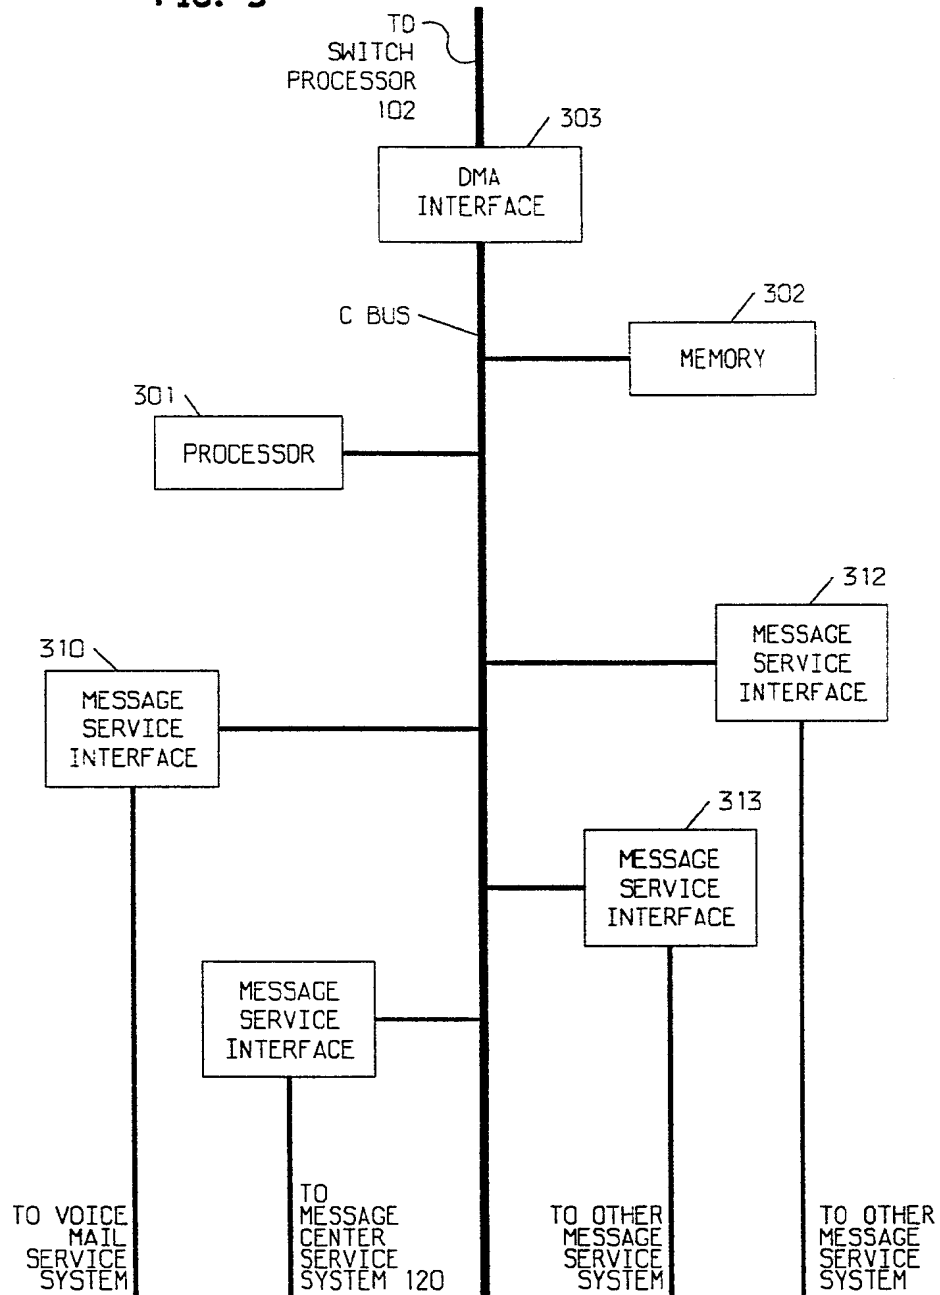 TO
SWITCH
PROCESSOR
102
303
DMA
INTERFACE
C BUS
302
MEMORY
301
PROCESSOR
312
MESSAGE
SERVICE
INTERFACE
310
MESSAGE
SERVICE
INTERFACE
313
MESSAGE
SERVICE
INTERFACE
MESSAGE
SERVICE
INTERFACE
TO VOICE
MAIL
SERVICE
SYSTEM
TO
MESSAGE
CENTER
SERVICE
SYSTEM 120
TO OTHER
MESSAGE
SERVICE
SYSTEM
TO OTHER
MESSAGE
SERVICE
SYSTEM